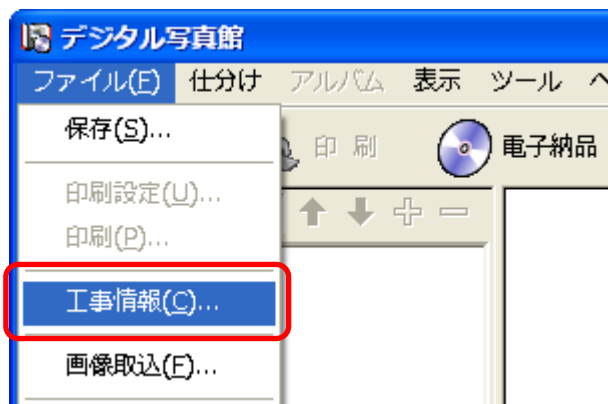 デジタル写真館
ファイル(F) 仕分け アルバム 表示 ツール ヘ
保存(S)...
印刷 電子納品
印刷設定(U)...
印刷(P)...
工事情報(C)...
画像取込(F)...